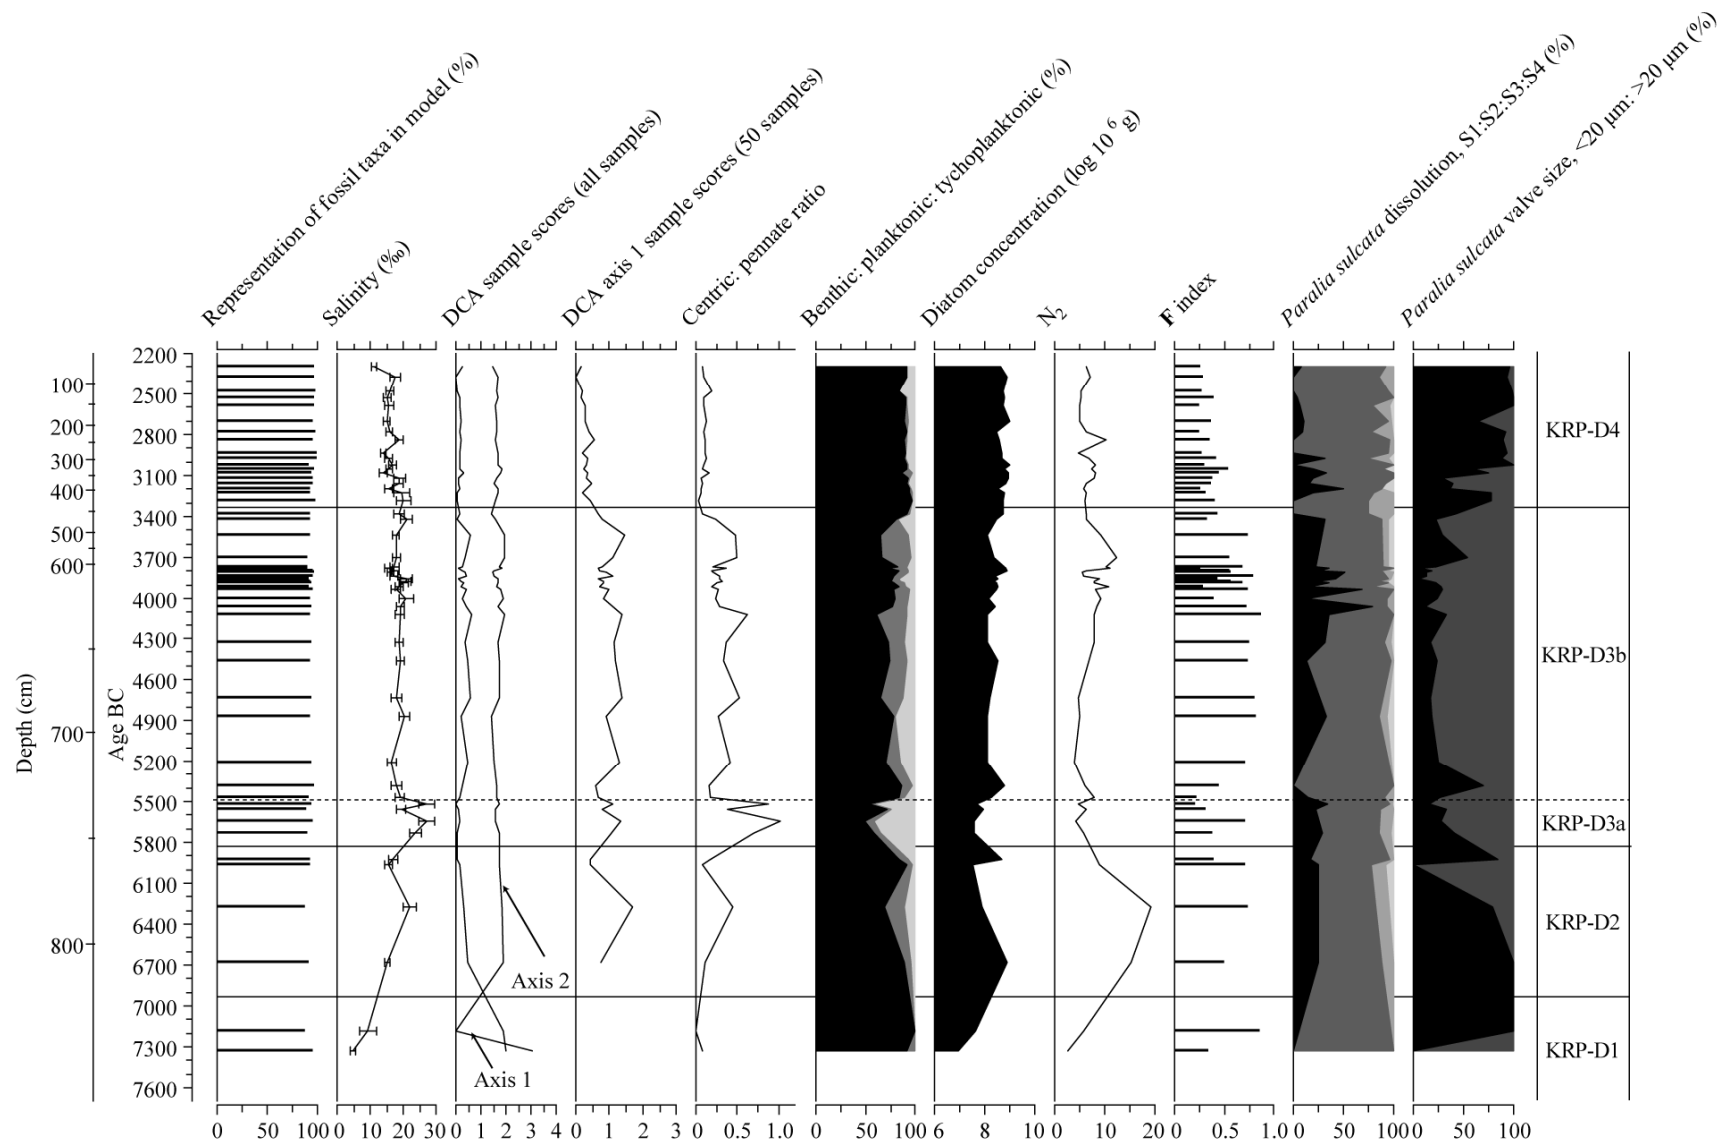 Representation of fossil taxa in model (%)
Salinity (‰)
DCA sample scores (all samples)
DCA axis 1 sample scores (50 samples)
Centric: pennate ratio
Benthic: planktonic: tychoplanktonic (%)
Diatom concentration (log 10 6 g)
N2
F index
Paralia sulcata dissolution, S1:S2:S3:S4 (%)
Paralia sulcata valve size, <20 μm: >20 μm (%)
Depth (cm)
100
200
300
400
500
600
700
800
Age BC
2200
2500
2800
3100
3400
3700
4000
4300
4600
4900
5200
5500
5800
6100
6400
6700
7000
7300
7600
KRP-D4
KRP-D3b
KRP-D3a
KRP-D2
KRP-D1
Axis 2
Axis 1
0 50 100
10 20 30
0 1 2 3 4
0 1 2 3
0 0.5 1.0
0 50 100
6 8 10
0 10 20
0 0.5 1.0
0 50 100
0 50 100